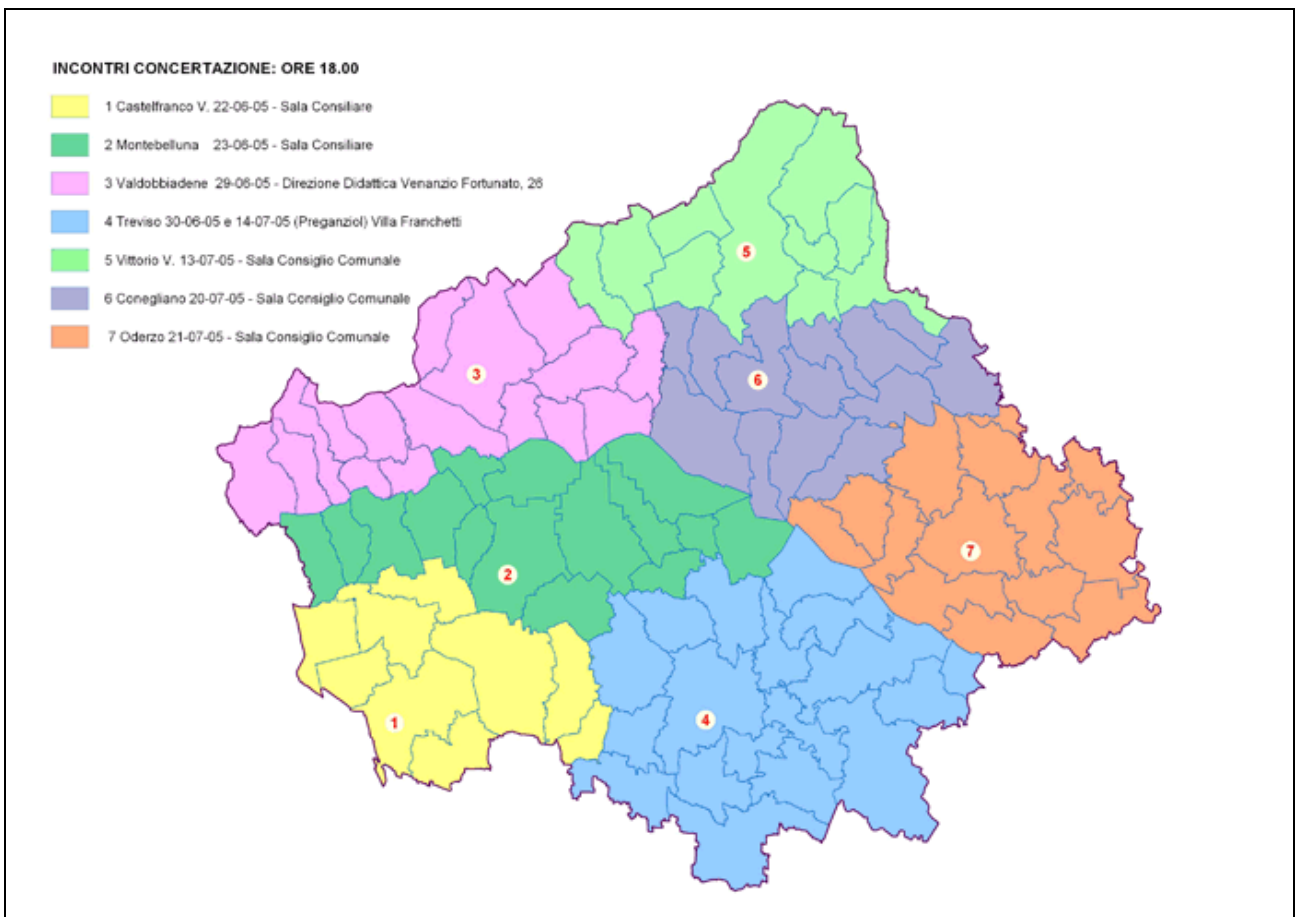 INCONTRI CONCERTAZIONE: ORE 18.00
1 Castelfranco V. 22-06-05 - Sala Consiliare
2 Montebelluna 23-06-05 - Sala Consiliare
3 Valdobbiadene 29-06-05 - Direzione Didattica Venanzio Fortunato, 26
4 Treviso 30-06-05 e 14-07-05 (Preganziol) Villa Franchetti
5 Vittorio V. 13-07-05 - Sala Consiglio Comunale
6 Conegliano 20-07-05 - Sala Consiglio Comunale
7 Oderzo 21-07-05 - Sala Consiglio Comunale
5
3
6
7
2
4
1